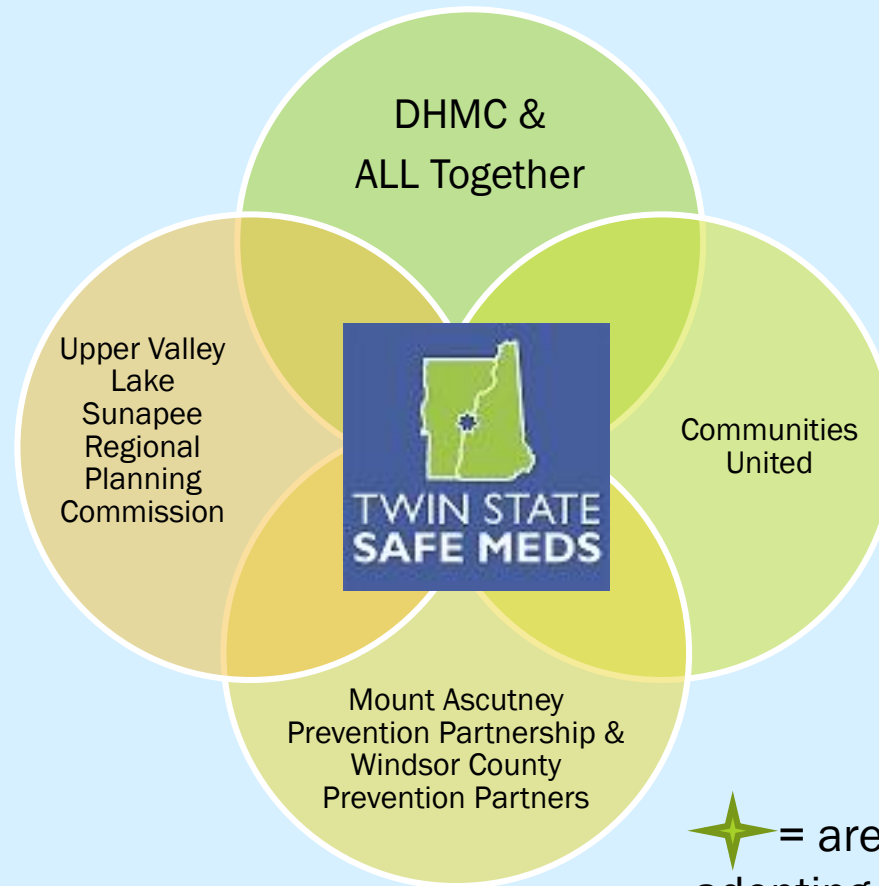 DHMC &
ALL Together
Upper Valley
Lake
Sunapee
Regional
Planning
Commission
TWIN STATE
SAFE MEDS
Communities
United
Mount Ascutney
Prevention Partnership &
Windsor County
Prevention Partners
= are